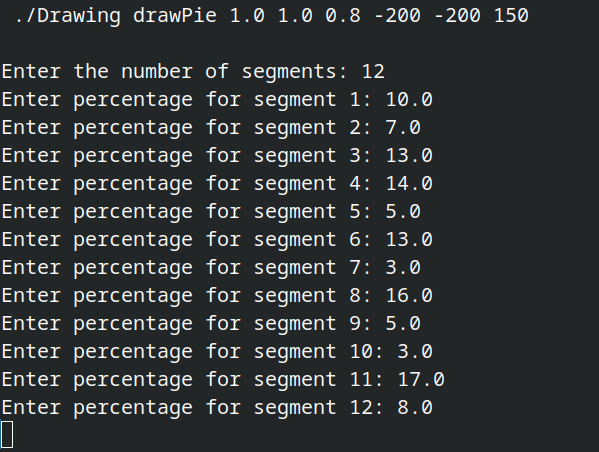 ./Drawing drawPie 1.0 1.0 0.8 -200 -200 150
Enter the number of segments: 12
Enter percentage for segment 1: 10.0
Enter percentage for segment 2: 7.0
Enter percentage for segment 3: 13.0
Enter percentage for segment 4: 14.0
Enter percentage for segment 5: 5.0
Enter percentage for segment 6: 13.0
Enter percentage for segment 7: 3.0
Enter percentage for segment 8: 16.0
Enter percentage for segment 9: 5.0
Enter percentage for segment 10: 3.0
Enter percentage for segment 11: 17.0
Enter percentage for segment 12: 8.0